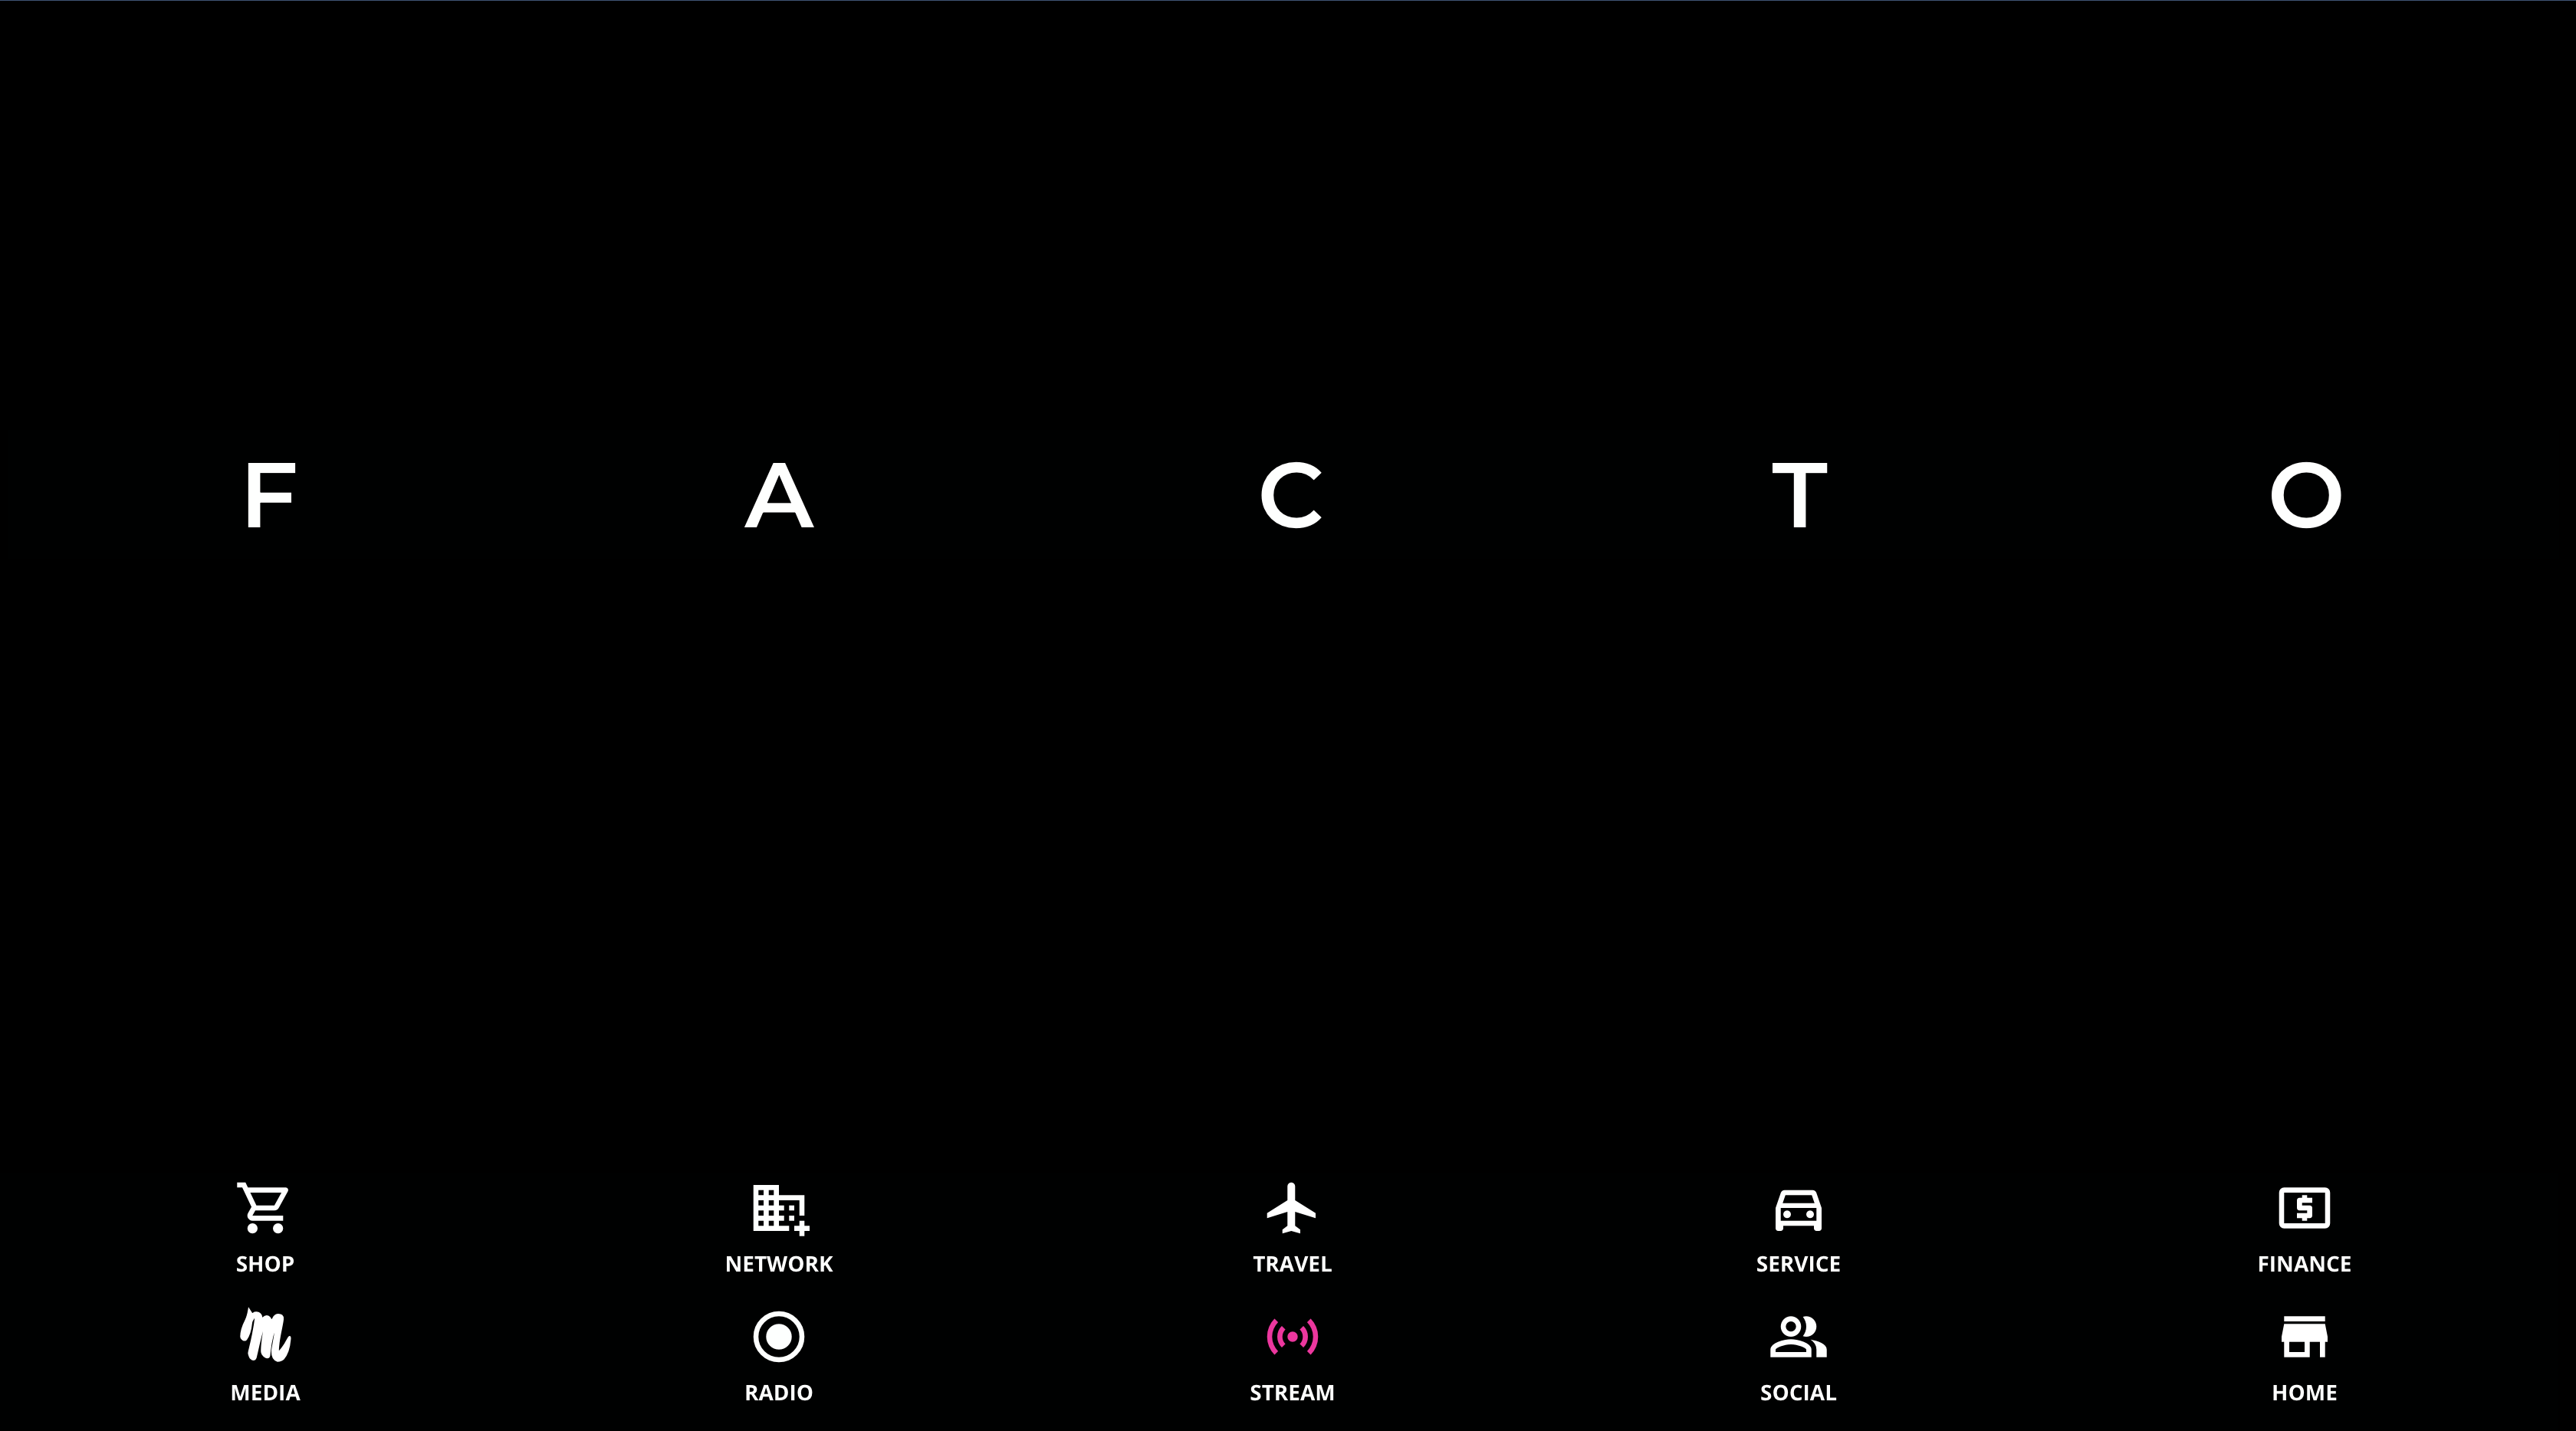 F A C T O
SHOP NETWORK TRAVEL SERVICE FINANCE
MEDIA RADIO STREAM SOCIAL HOME